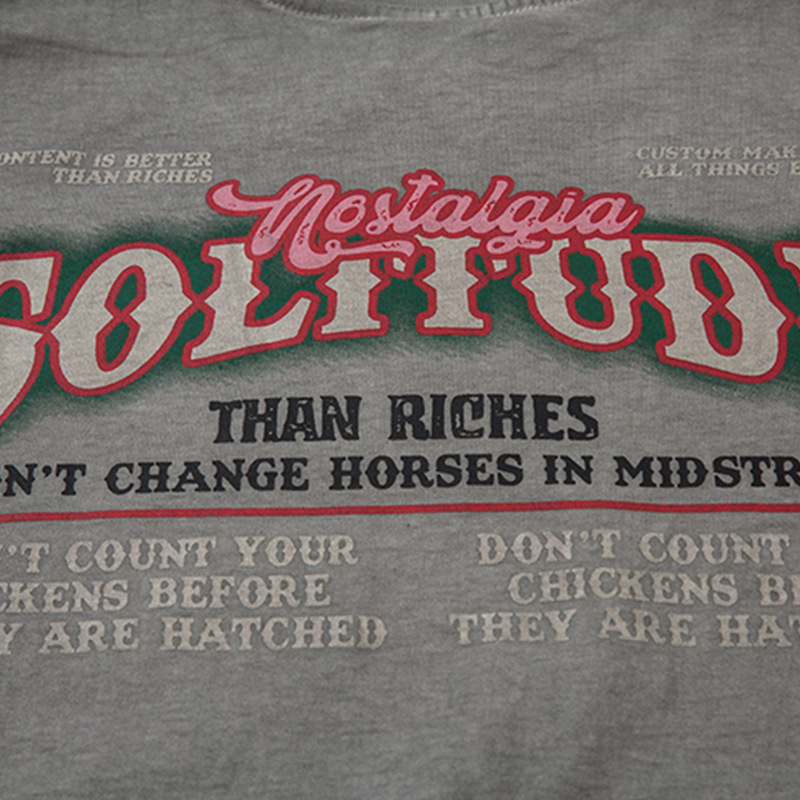 ONTENT IS BETTER
THAN RICHES
CUSTOM MAK
ALL THINGS E
Nostalgia
SOLITUD
THAN RICHES
N'T CHANGE HORSES IN MIDSTR
'T COUNT YOUR
CKENS BEFORE
Y ARE HATCHED
DON'T COUNT
CHICKENS BE
THEY ARE HAT